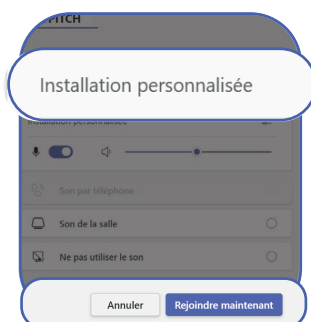 PITCH
Installation personnalisée
Installation personnalisée
Son par téléphone
Son de la salle
Ne pas utiliser le son
Annuler
Rejoindre maintenant